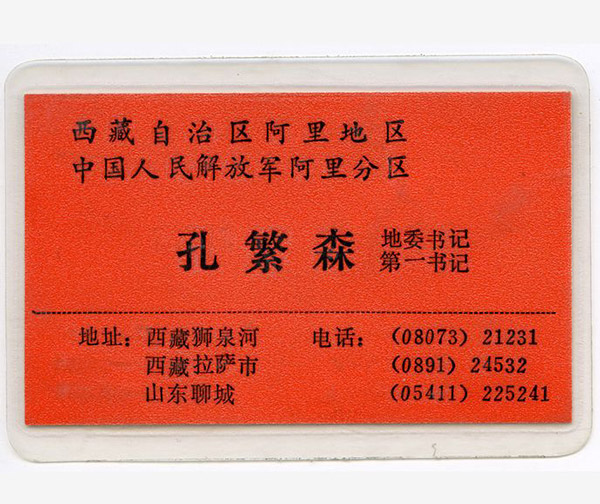 西藏自治区阿里地区
中国人民解放军阿里分区
孔繁森 地委书记
第一书记
地址：西藏狮泉河 电话：(08073) 21231
西藏拉萨市 (0891) 24532
山东聊城 (05411) 225241